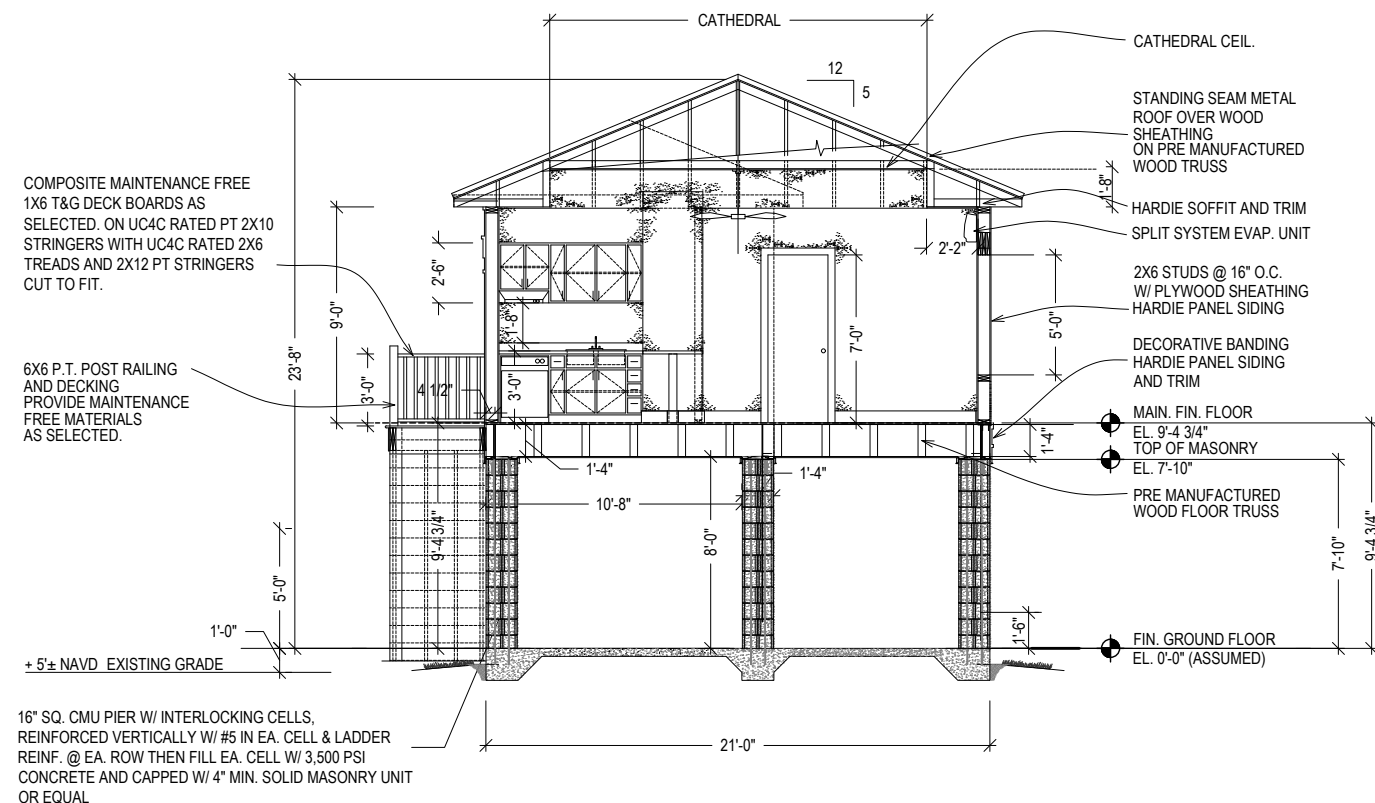 CATHEDRAL
CATHEDRAL CEIL.
12
5
STANDING SEAM METAL
ROOF OVER WOOD
SHEATHING
ON PRE MANUFACTURED
WOOD TRUSS
1'-8"
HARDIE SOFFIT AND TRIM
SPLIT SYSTEM EVAP. UNIT
2'-2"
2X6 STUDS @ 16" O.C.
W/ PLYWOOD SHEATHING
HARDIE PANEL SIDING
5'-0"
DECORATIVE BANDING
HARDIE PANEL SIDING
AND TRIM
MAIN. FIN. FLOOR
EL. 9'-4 3/4"
TOP OF MASONRY
EL. 7'-10"
1'-4"
PRE MANUFACTURED
WOOD FLOOR TRUSS
7'-10"
9'-4 3/4"
1'-6"
FIN. GROUND FLOOR
EL. 0'-0" (ASSUMED)
COMPOSITE MAINTENANCE FREE
1X6 T&G DECK BOARDS AS
SELECTED. ON UC4C RATED PT 2X10
STRINGERS WITH UC4C RATED 2X6
TREADS AND 2X12 PT STRINGERS
CUT TO FIT.
6X6 P.T. POST RAILING
AND DECKING
PROVIDE MAINTENANCE
FREE MATERIALS
AS SELECTED.
23'-8"
9'-0"
3'-0"
2'-6"
1'-8"
4 1/2"
3'-0"
7'-0"
1'-4"
1'-4"
10'-8"
9'-4 3/4"
8'-0"
5'-0"
1'-0"
+ 5'± NAVD EXISTING GRADE
21'-0"
16" SQ. CMU PIER W/ INTERLOCKING CELLS,
REINFORCED VERTICALLY W/ #5 IN EA. CELL & LADDER
REINF. @ EA. ROW THEN FILL EA. CELL W/ 3,500 PSI
CONCRETE AND CAPPED W/ 4" MIN. SOLID MASONRY UNIT
OR EQUAL